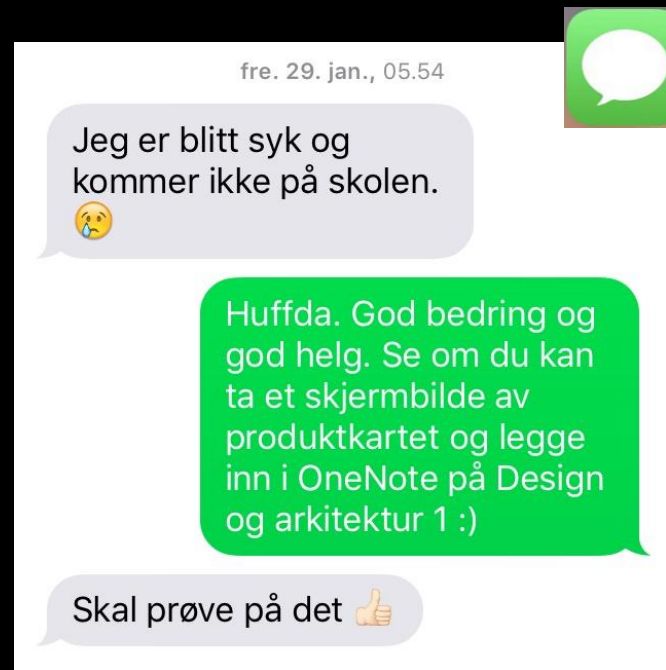 fre. 29. jan., 05.54
Jeg er blitt syk og
kommer ikke på skolen.
😢
Huffda. God bedring og
god helg. Se om du kan
ta et skjermbilde av
produktkartet og legge
inn i OneNote på Design
og arkitektur 1 :)
Skal prøve på det 👍🏻